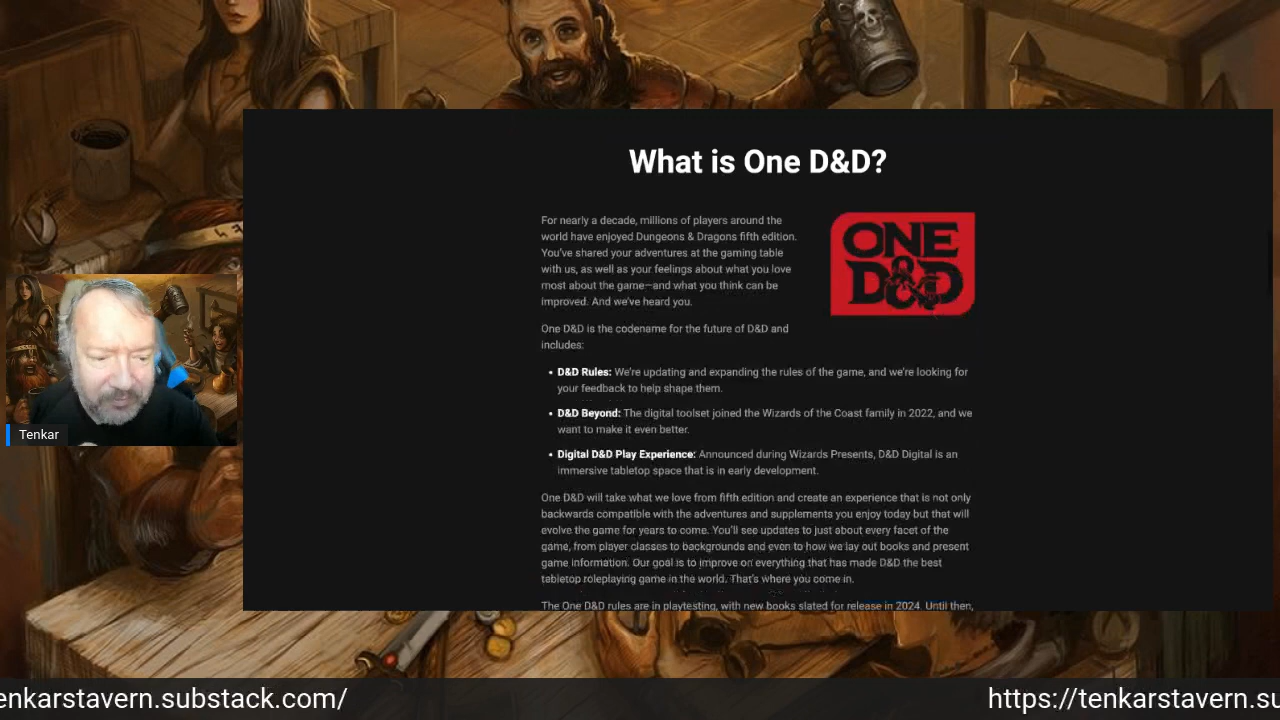 What is One D&D?
For nearly a decade, millions of players around the
world have enjoyed Dungeons & Dragons fifth edition.
You've shared your adventures at the gaming table
with us, as well as your feelings about what you love
most about the game—and what you think can be
improved. And we've heard you.
ONE
D&D
One D&D is the codename for the future of D&D and
includes:
• D&D Rules: We're updating and expanding the rules of the game, and we're looking for
your feedback to help shape them.
• D&D Beyond: The digital toolset joined the Wizards of the Coast family in 2022, and we
want to make it even better.
• Digital D&D Play Experience: Announced during Wizards Presents, D&D Digital is an
immersive tabletop space that is in early development.
One D&D will take what we love from fifth edition and create an experience that is not only
backwards compatible with the adventures and supplements you enjoy today but that will
evolve the game for years to come. You'll see updates to just about every facet of the
game, from player classes to backgrounds and even to how we lay out books and present
game information. Our goal is to improve on everything that has made D&D the best
tabletop roleplaying game in the world. That's where you come in.
The One D&D rules are in playtesting, with new books slated for release in 2024. Until then,
Tenkar
enkarstavern.substack.com/
https://tenkarstavern.su